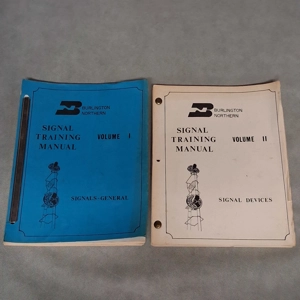 BURLINGTON
NORTHERN
SIGNAL
TRAINING
MANUAL
VOLUME I
SIGNALS-GENERAL
BURLINGTON
NORTHERN
SIGNAL
TRAINING
MANUAL
VOLUME II
SIGNAL DEVICES